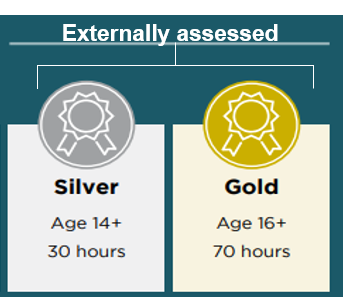 Externally assessed
Silver
Age 14+
30 hours
Gold
Age 16+
70 hours